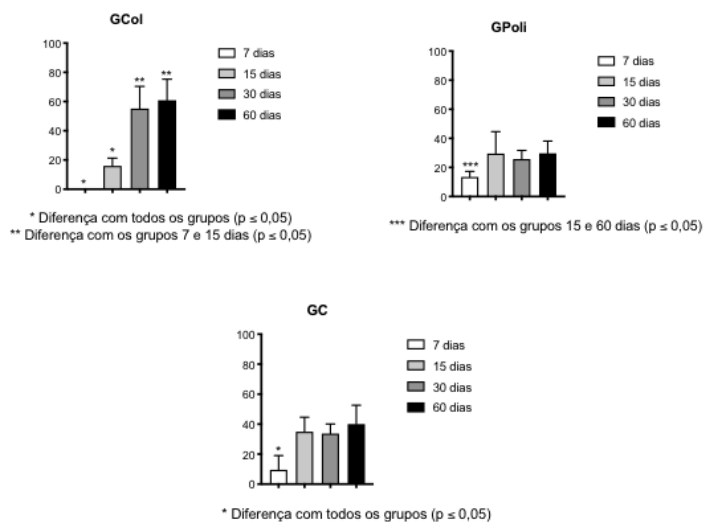 GCol
100
80
60
40
20
0
*
*
**
**
7 dias
15 dias
30 dias
60 dias
* Diferença com todos os grupos (p ≤ 0,05)
** Diferença com os grupos 7 e 15 dias (p ≤ 0,05)
GPoli
100
80
60
40
20
0
***
7 dias
15 dias
30 dias
60 dias
*** Diferença com os grupos 15 e 60 dias (p ≤ 0,05)
GC
100
80
60
40
20
0
*
7 dias
15 dias
30 dias
60 dias
* Diferença com todos os grupos (p ≤ 0,05)